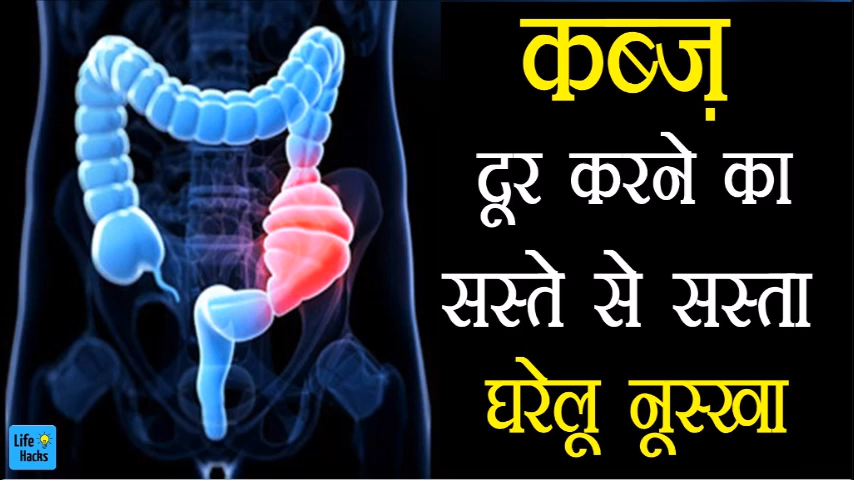 कब्ज़
दूर करने का
सस्ते से सस्ता
घरेलू नूस्खा
Life
Hacks